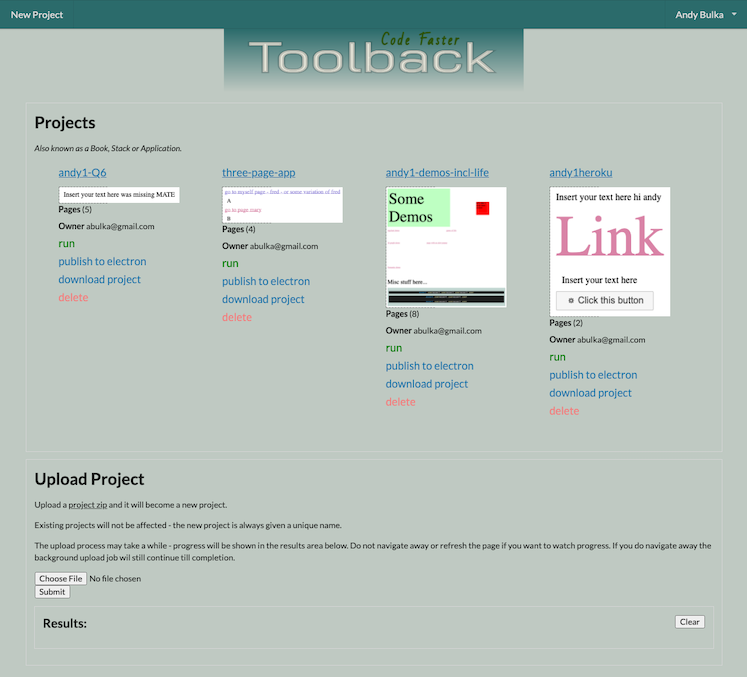 New Project
Andy Bulka
Code Faster
Toolback
Projects
Also known as a Book, Stack or Application.
andy1-Q6
Insert your text here was missing MATE
Pages (5)
Owner abulka@gmail.com
run
publish to electron
download project
delete
three-page-app
go to myself page - fred - or some variation of fred
A
go to page mary
B
Pages (4)
Owner abulka@gmail.com
run
publish to electron
download project
delete
andy1-demos-incl-life
Some
Demos
Misc stuff here...
Pages (8)
Owner abulka@gmail.com
run
publish to electron
download project
delete
andy1heroku
Insert your text here hi andy
Link
Insert your text here
Click this button
Pages (2)
Owner abulka@gmail.com
run
publish to electron
download project
delete
Upload Project
Upload a project zip and it will become a new project.
Existing projects will not be affected - the new project is always given a unique name.
The upload process may take a while - progress will be shown in the results area below. Do not navigate away or refresh the page if you want to watch progress. If you do navigate away the
background upload job wil still continue till completion.
Choose File No file chosen
Submit
Results:
Clear